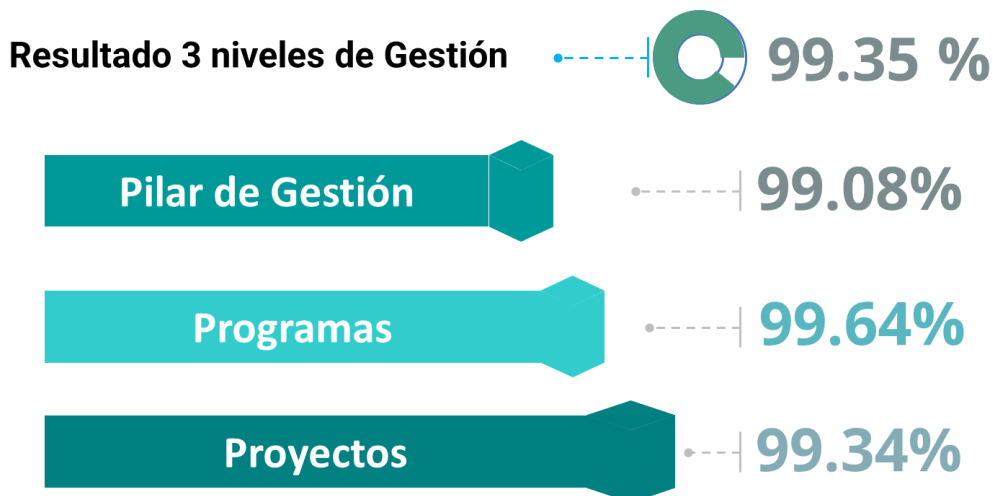 Resultado 3 niveles de Gestión
99.35 %
Pilar de Gestión
99.08%
Programas
99.64%
Proyectos
99.34%